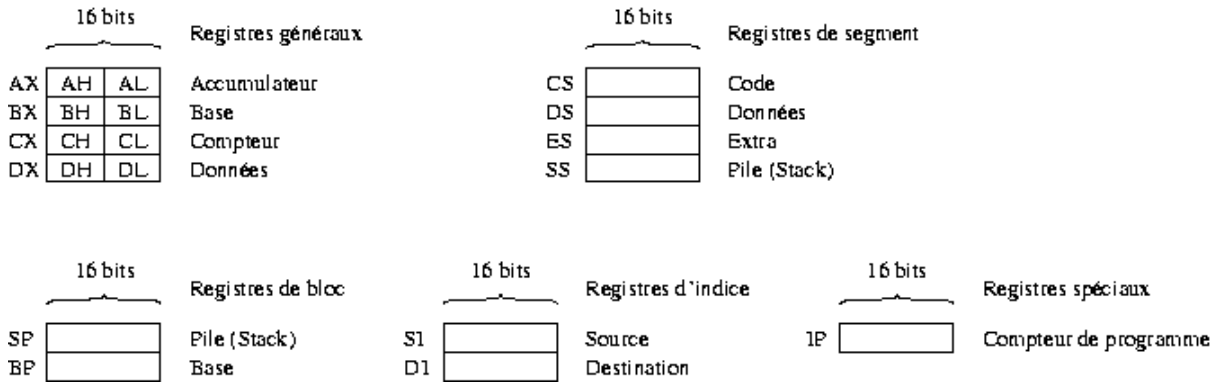 16 bits
Registres généraux
AX AH AL Accumulateur
BX BH BL Base
CX CH CL Compteur
DX DH DL Données
16 bits
Registres de segment
CS Code
DS Données
ES Extra
SS Pile (Stack)
16 bits
Registres de bloc
SP Pile (Stack)
BP Base
16 bits
Registres d'indice
S1 Source
D1 Destination
16 bits
Registres spéciaux
1P Compteur de programme